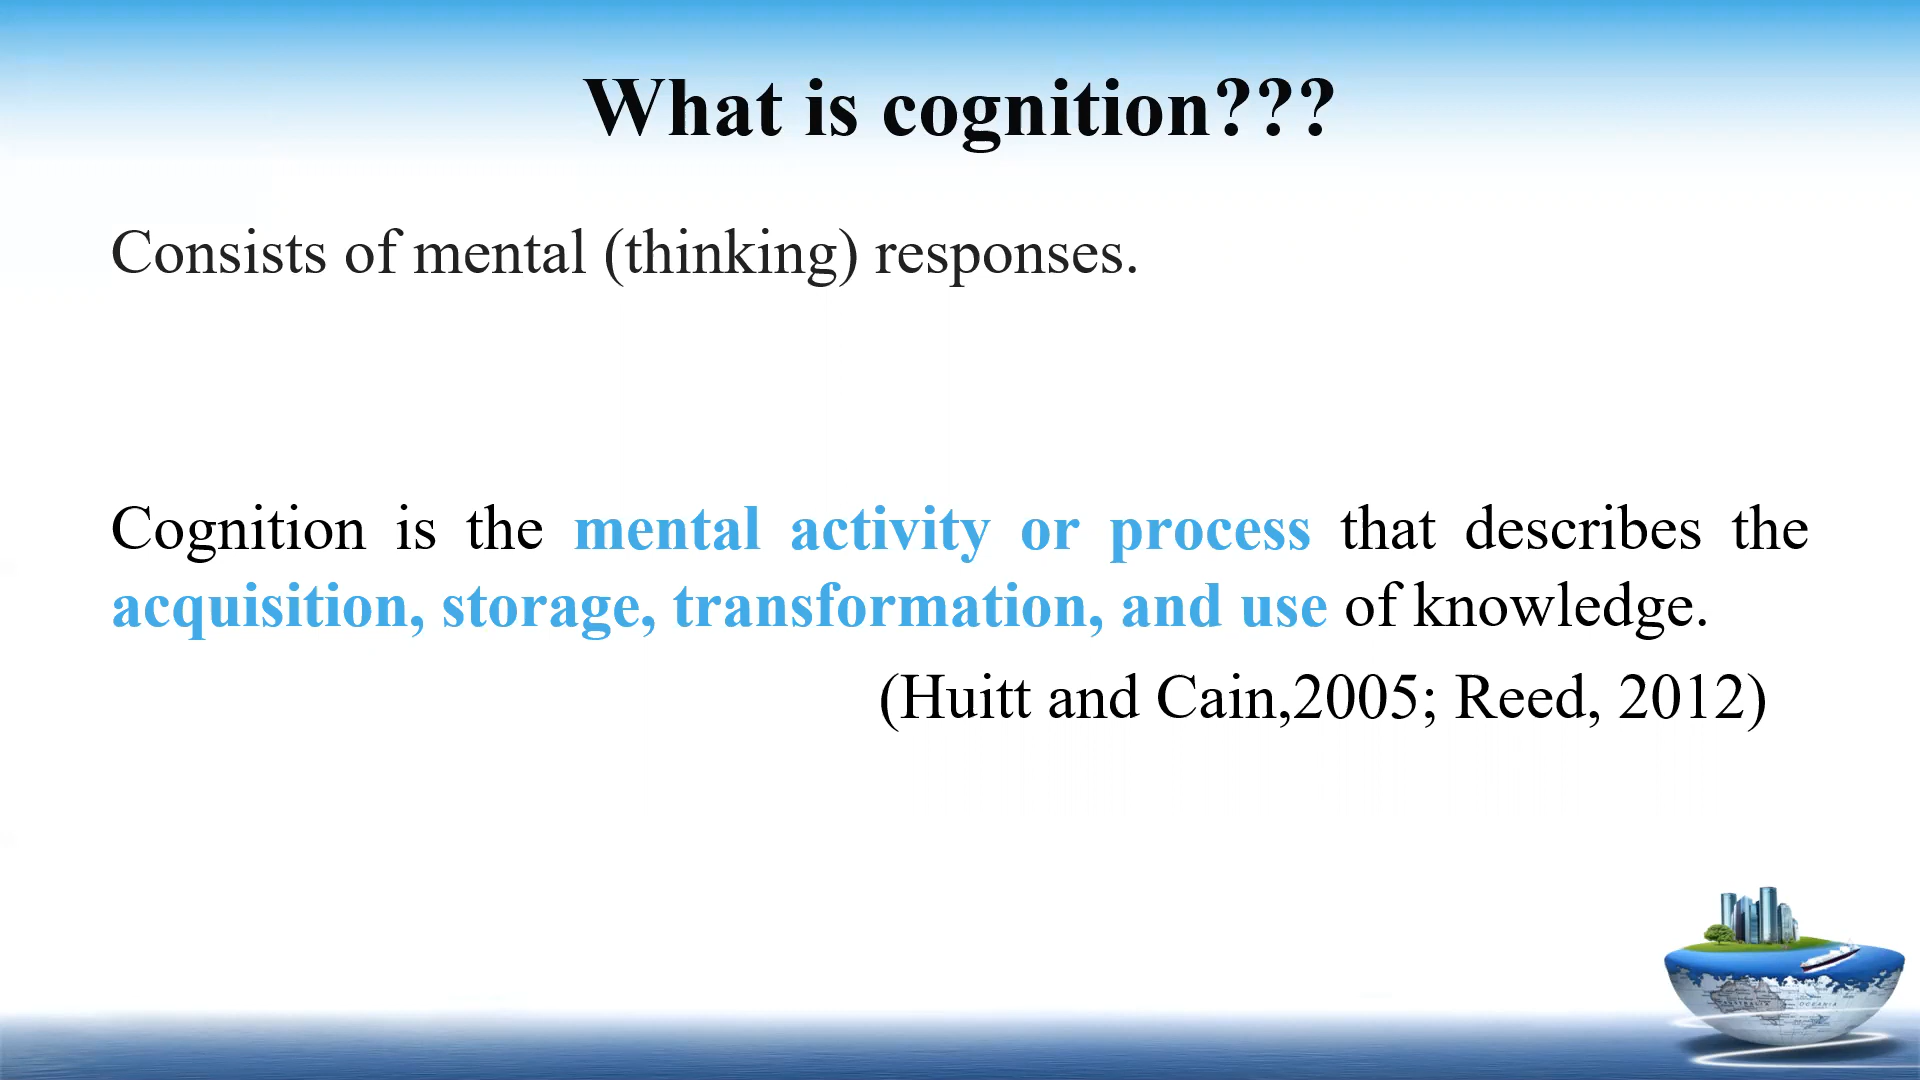 What is cognition???
Consists of mental (thinking) responses.
Cognition is the mental activity or process that describes the
acquisition, storage, transformation, and use of knowledge.
(Huitt and Cain,2005; Reed, 2012)
OCEANIA